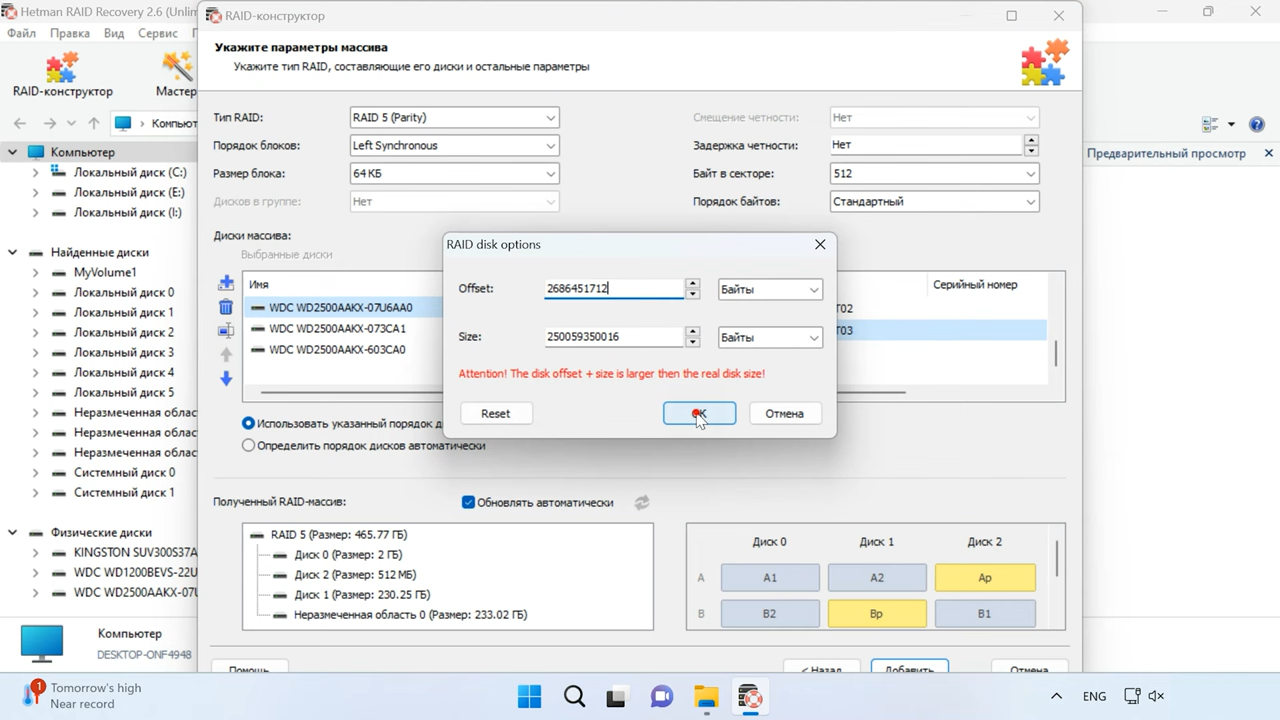 Hetman RAID Recovery 2.6 (Unlin
Файл Правка Вид Сервис
RAID-конструктор
Мастер
Компьют
Компьютер
Локальный диск (C:)
Локальный диск (E:)
Локальный диск (I:)
Найденные диски
MyVolume1
Локальный диск 0
Локальный диск 1
Локальный диск 2
Локальный диск 3
Локальный диск 4
Локальный диск 5
Неразмеченная облас
Неразмеченная облас
Неразмеченная облас
Системный диск 0
Системный диск 1
Физические диски
KINGSTON SUV300S37A
WDC WD1200BEVS-22U
WDC WD2500AAKX-07U
Компьютер
DESKTOP-ONF4948
Предварительный просмотр
RAID-конструктор
Укажите параметры массива
Укажите тип RAID, составляющие его диски и остальные параметры
Тип RAID: RAID 5 (Parity)
Порядок блоков: Left Synchronous
Размер блока: 64 КБ
Дисков в группе: Нет
Смещение четности: Нет
Задержка четности: Нет
Байт в секторе: 512
Порядок байтов: Стандартный
Диски массива:
Выбранные диски
Имя
WDC WD2500AAKX-07U6AA0
WDC WD2500AAKX-073CA1
WDC WD2500AAKX-603CA0
Серийный номер
T02
T03
Использовать указанный порядок д
Определить порядок дисков автоматически
RAID disk options
Offset: 2686451712 Байты
Size: 250059350016 Байты
Attention! The disk offset + size is larger then the real disk size!
Reset OK Отмена
Полученный RAID-массив:
Обновлять автоматически
RAID 5 (Размер: 465.77 ГБ)
Диск 0 (Размер: 2 ГБ)
Диск 2 (Размер: 512 МБ)
Диск 1 (Размер: 230.25 ГБ)
Неразмеченная область 0 (Размер: 233.02 ГБ)
Диск 0 Диск 1 Диск 2
A A1 A2 Ap
B B2 Bp B1
Помощь < Назад Добавить Отмена
1
Tomorrow's high
Near record
ENG